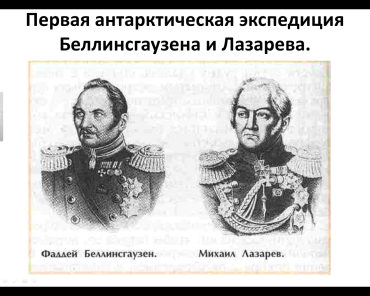 Первая антарктическая экспедиция
Беллинсгаузена и Лазарева.
Фаддей Беллинсгаузен.
Михаил Лазарев.